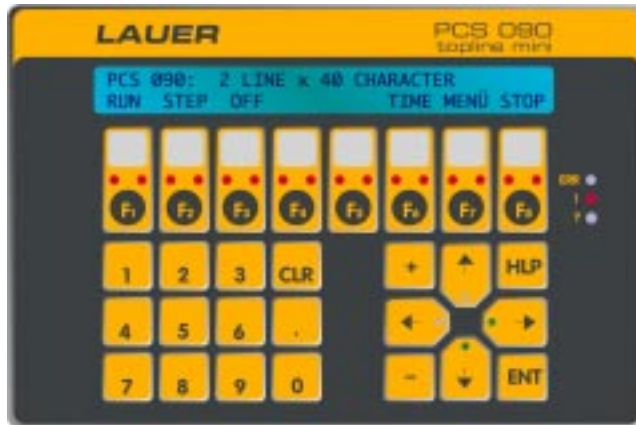 LAUER
PCS 090
topline mini
PCS 090: 2 LINE x 40 CHARACTER
RUN STEP OFF TIME MENÜ STOP
F1 F2 F3 F4 F5 F6 F7 F8
ERR
!
?
1 2 3 CLR + HLP
4 5 6 .
7 8 9 0 - ENT